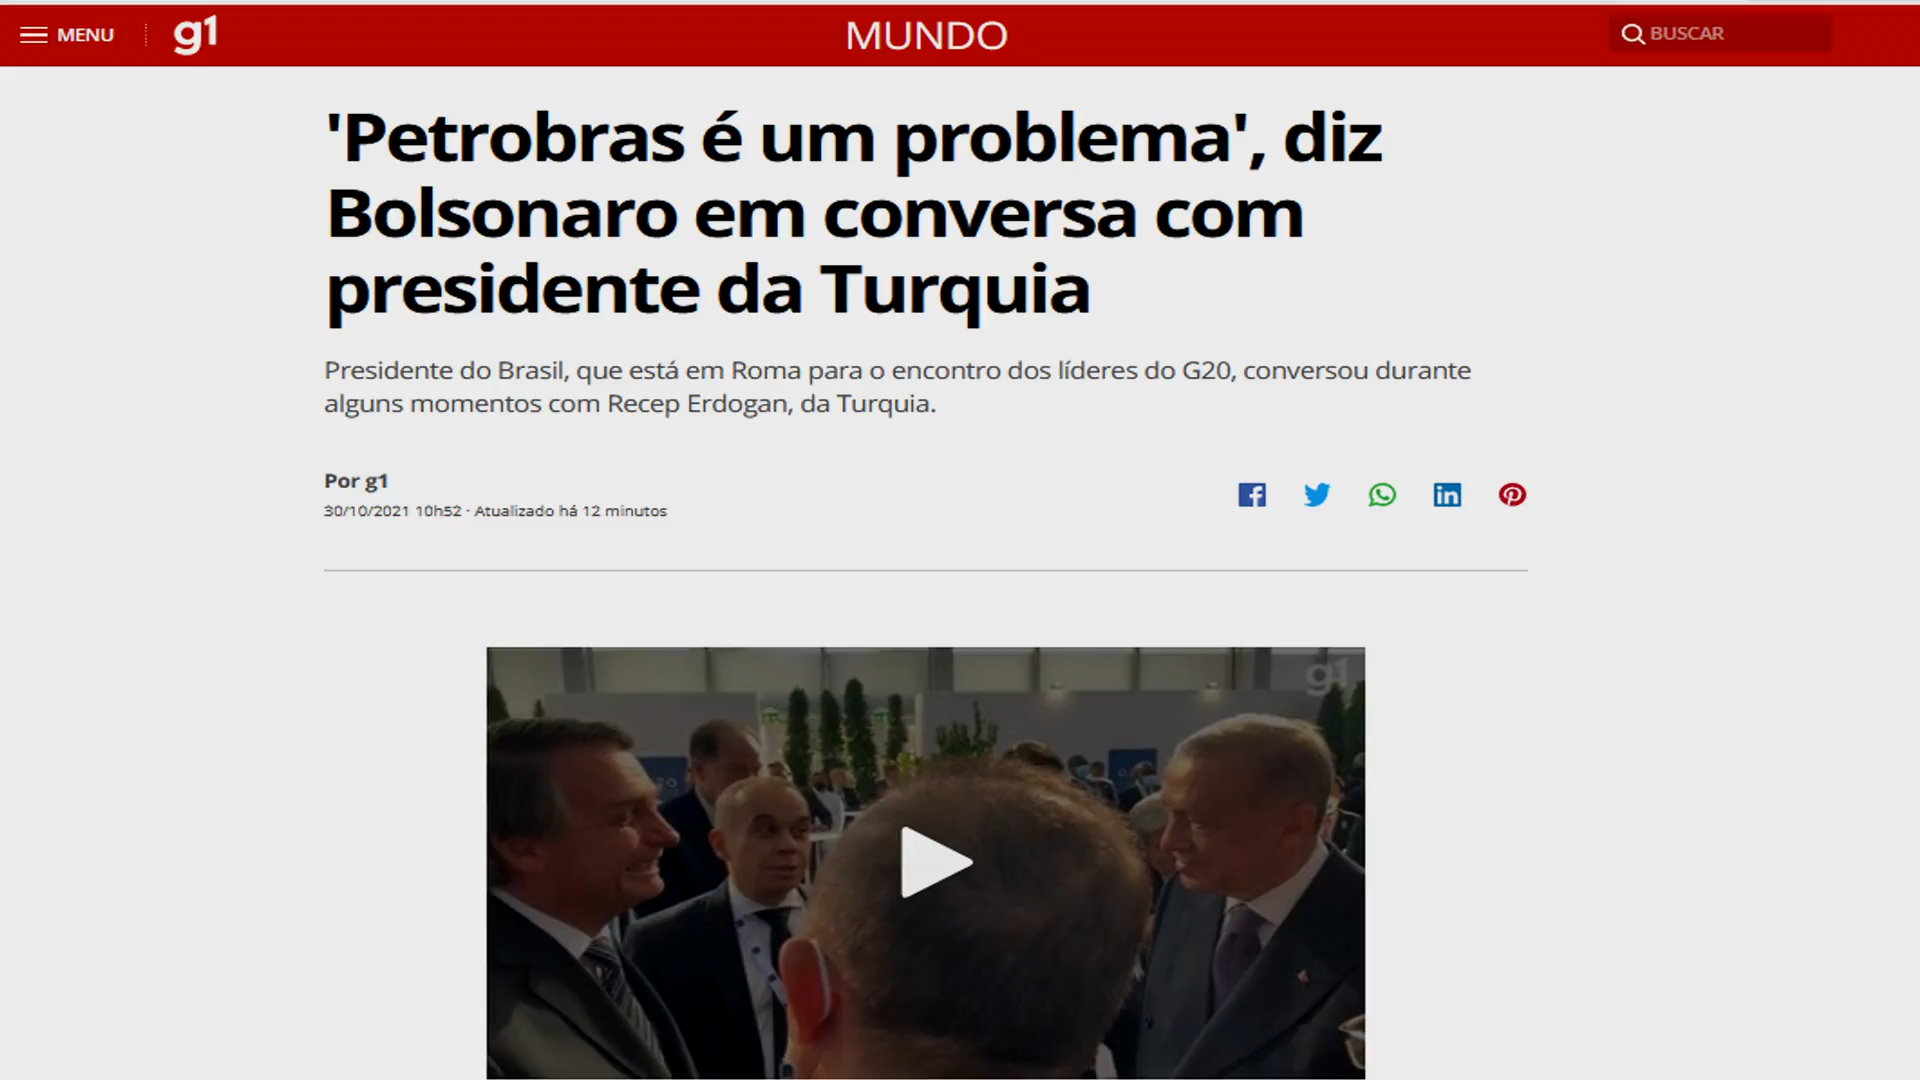 MENU
g1
MUNDO
BUSCAR
'Petrobras é um problema', diz
Bolsonaro em conversa com
presidente da Turquia
Presidente do Brasil, que está em Roma para o encontro dos líderes do G20, conversou durante
alguns momentos com Recep Erdogan, da Turquia.
Por g1
30/10/2021 10h52 · Atualizado há 12 minutos
g1